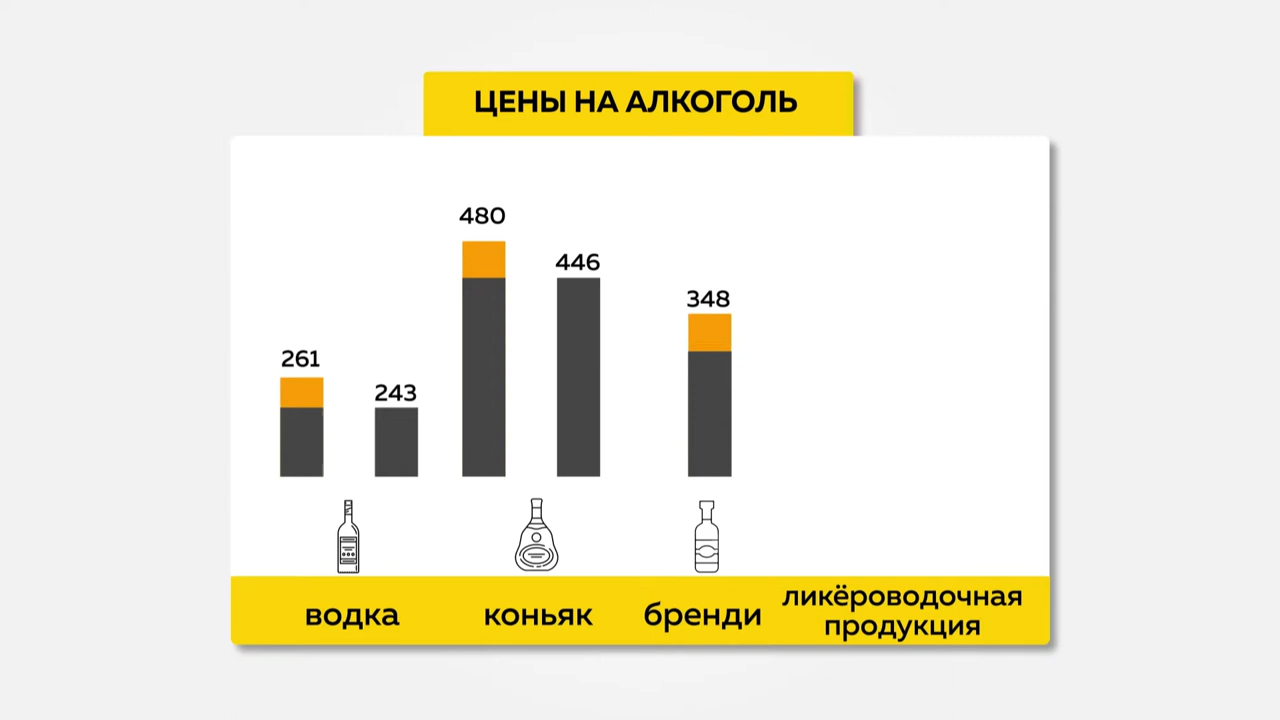 ЦЕНЫ НА АЛКОГОЛЬ
480
446
348
261
243
водка
коньяк
бренди
ликёроводочная
продукция